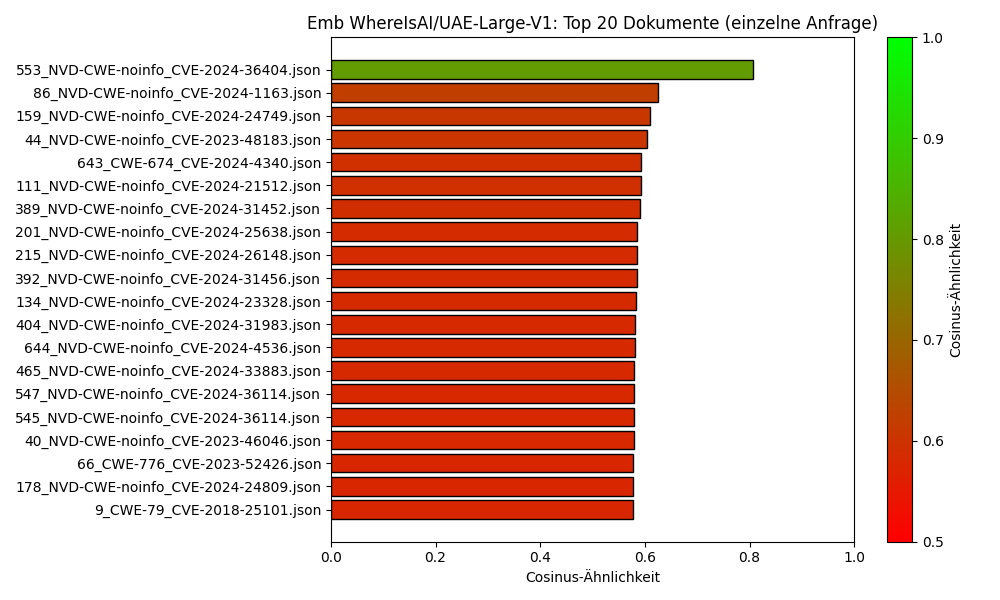 Emb WhereIsAI/UAE-Large-V1: Top 20 Dokumente (einzelne Anfrage)
553_NVD-CWE-noinfo_CVE-2024-36404.json
86_NVD-CWE-noinfo_CVE-2024-1163.json
159_NVD-CWE-noinfo_CVE-2024-24749.json
44_NVD-CWE-noinfo_CVE-2023-48183.json
643_CWE-674_CVE-2024-4340.json
111_NVD-CWE-noinfo_CVE-2024-21512.json
389_NVD-CWE-noinfo_CVE-2024-31452.json
201_NVD-CWE-noinfo_CVE-2024-25638.json
215_NVD-CWE-noinfo_CVE-2024-26148.json
392_NVD-CWE-noinfo_CVE-2024-31456.json
134_NVD-CWE-noinfo_CVE-2024-23328.json
404_NVD-CWE-noinfo_CVE-2024-31983.json
644_NVD-CWE-noinfo_CVE-2024-4536.json
465_NVD-CWE-noinfo_CVE-2024-33883.json
547_NVD-CWE-noinfo_CVE-2024-36114.json
545_NVD-CWE-noinfo_CVE-2024-36114.json
40_NVD-CWE-noinfo_CVE-2023-46046.json
66_CWE-776_CVE-2023-52426.json
178_NVD-CWE-noinfo_CVE-2024-24809.json
9_CWE-79_CVE-2018-25101.json
0.0 0.2 0.4 0.6 0.8 1.0
Cosinus-Ähnlichkeit
1.0
0.9
0.8
0.7
0.6
0.5
Cosinus-Ähnlichkeit